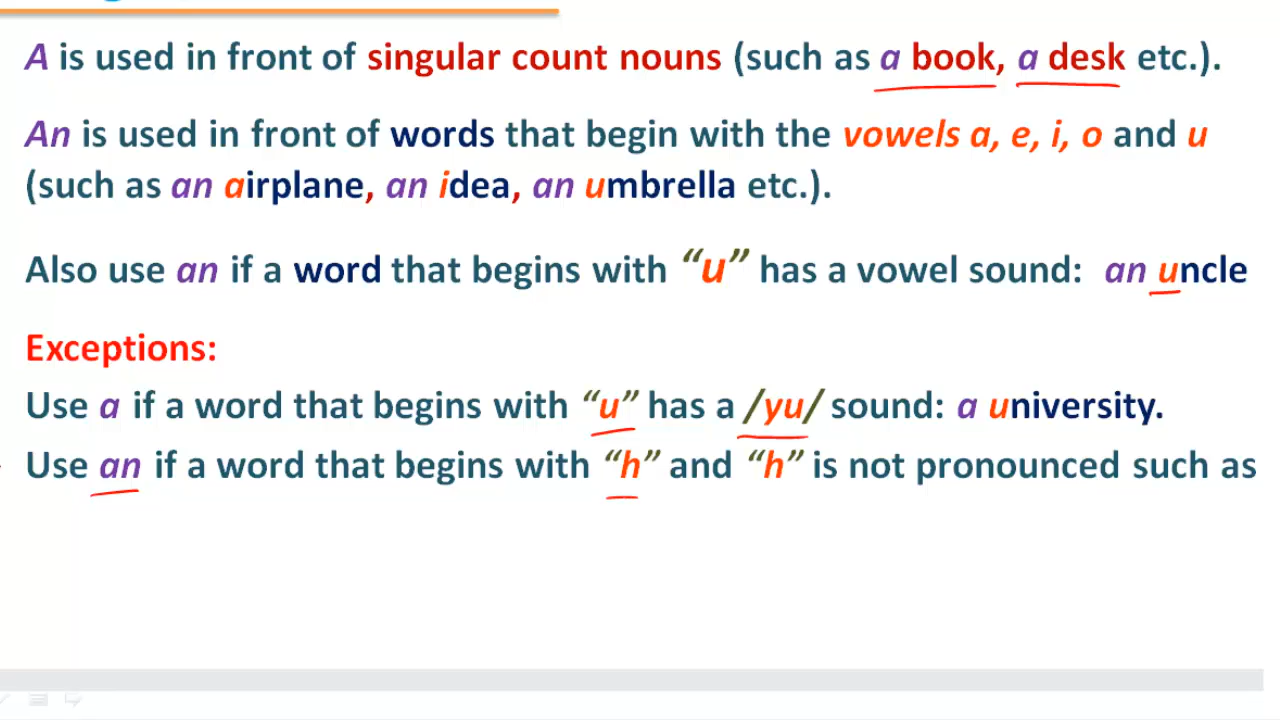 A is used in front of singular count nouns (such as a book, a desk etc.).
An is used in front of words that begin with the vowels a, e, i, o and u
(such as an airplane, an idea, an umbrella etc.).
Also use an if a word that begins with “u” has a vowel sound: an uncle
Exceptions:
Use a if a word that begins with “u” has a /yu/ sound: a university.
Use an if a word that begins with “h” and “h” is not pronounced such as